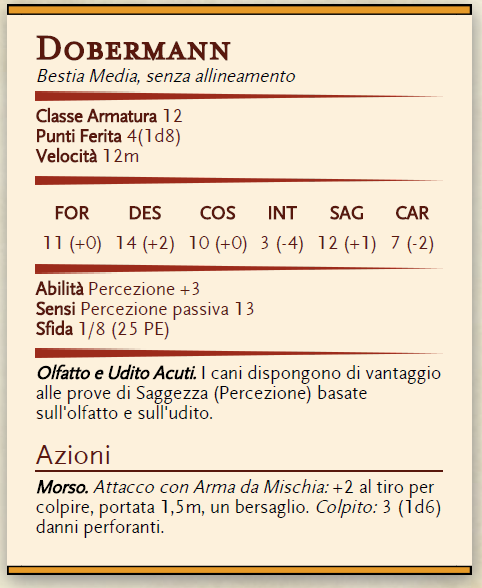 Dobermann
Bestia Media, senza allineamento
Classe Armatura 12
Punti Ferita 4(1d8)
Velocità 12m
FOR DES COS INT SAG CAR
11 (+0) 14 (+2) 10 (+0) 3 (-4) 12 (+1) 7 (-2)
Abilità Percezione +3
Sensi Percezione passiva 13
Sfida 1/8 (25 PE)
Olfatto e Udito Acuti. I cani dispongono di vantaggio
alle prove di Saggezza (Percezione) basate
sull'olfatto e sull'udito.
Azioni
Morso. Attacco con Arma da Mischia: +2 al tiro per
colpire, portata 1,5m, un bersaglio. Colpito: 3 (1d6)
danni perforanti.